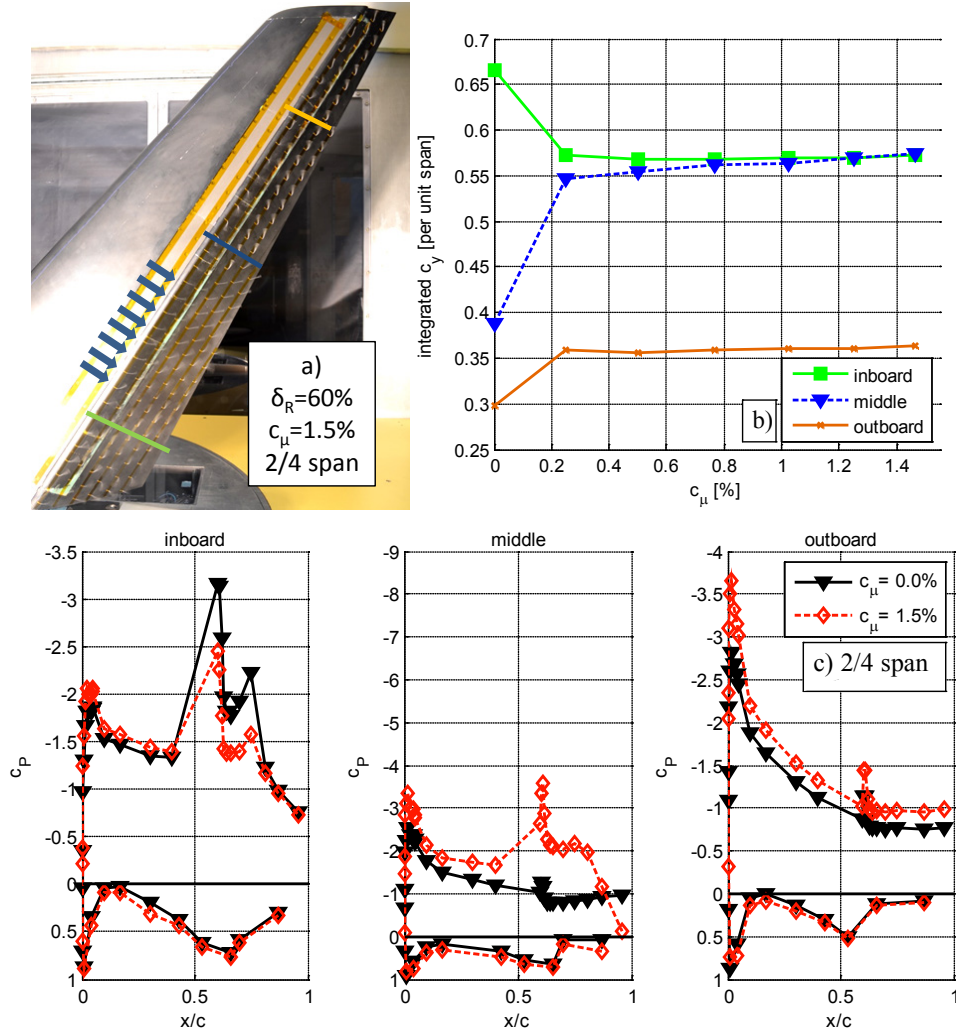 a)
δR=60%
cμ=1.5%
2/4 span
0.7
0.65
0.6
0.55
0.5
0.45
0.4
0.35
0.3
0.25
integrated cy [per unit span]
0 0.2 0.4 0.6 0.8 1 1.2 1.4
cμ [%]
b)
inboard
middle
outboard
inboard
-3.5
-3
-2.5
-2
-1.5
-1
-0.5
0
0.5
1
cP
0 0.5 1
x/c
middle
-9
-8
-7
-6
-5
-4
-3
-2
-1
0
1
cP
0 0.5 1
x/c
outboard
-4
-3.5
-3
-2.5
-2
-1.5
-1
-0.5
0
0.5
1
cP
0 0.5 1
x/c
cμ= 0.0%
cμ= 1.5%
c) 2/4 span